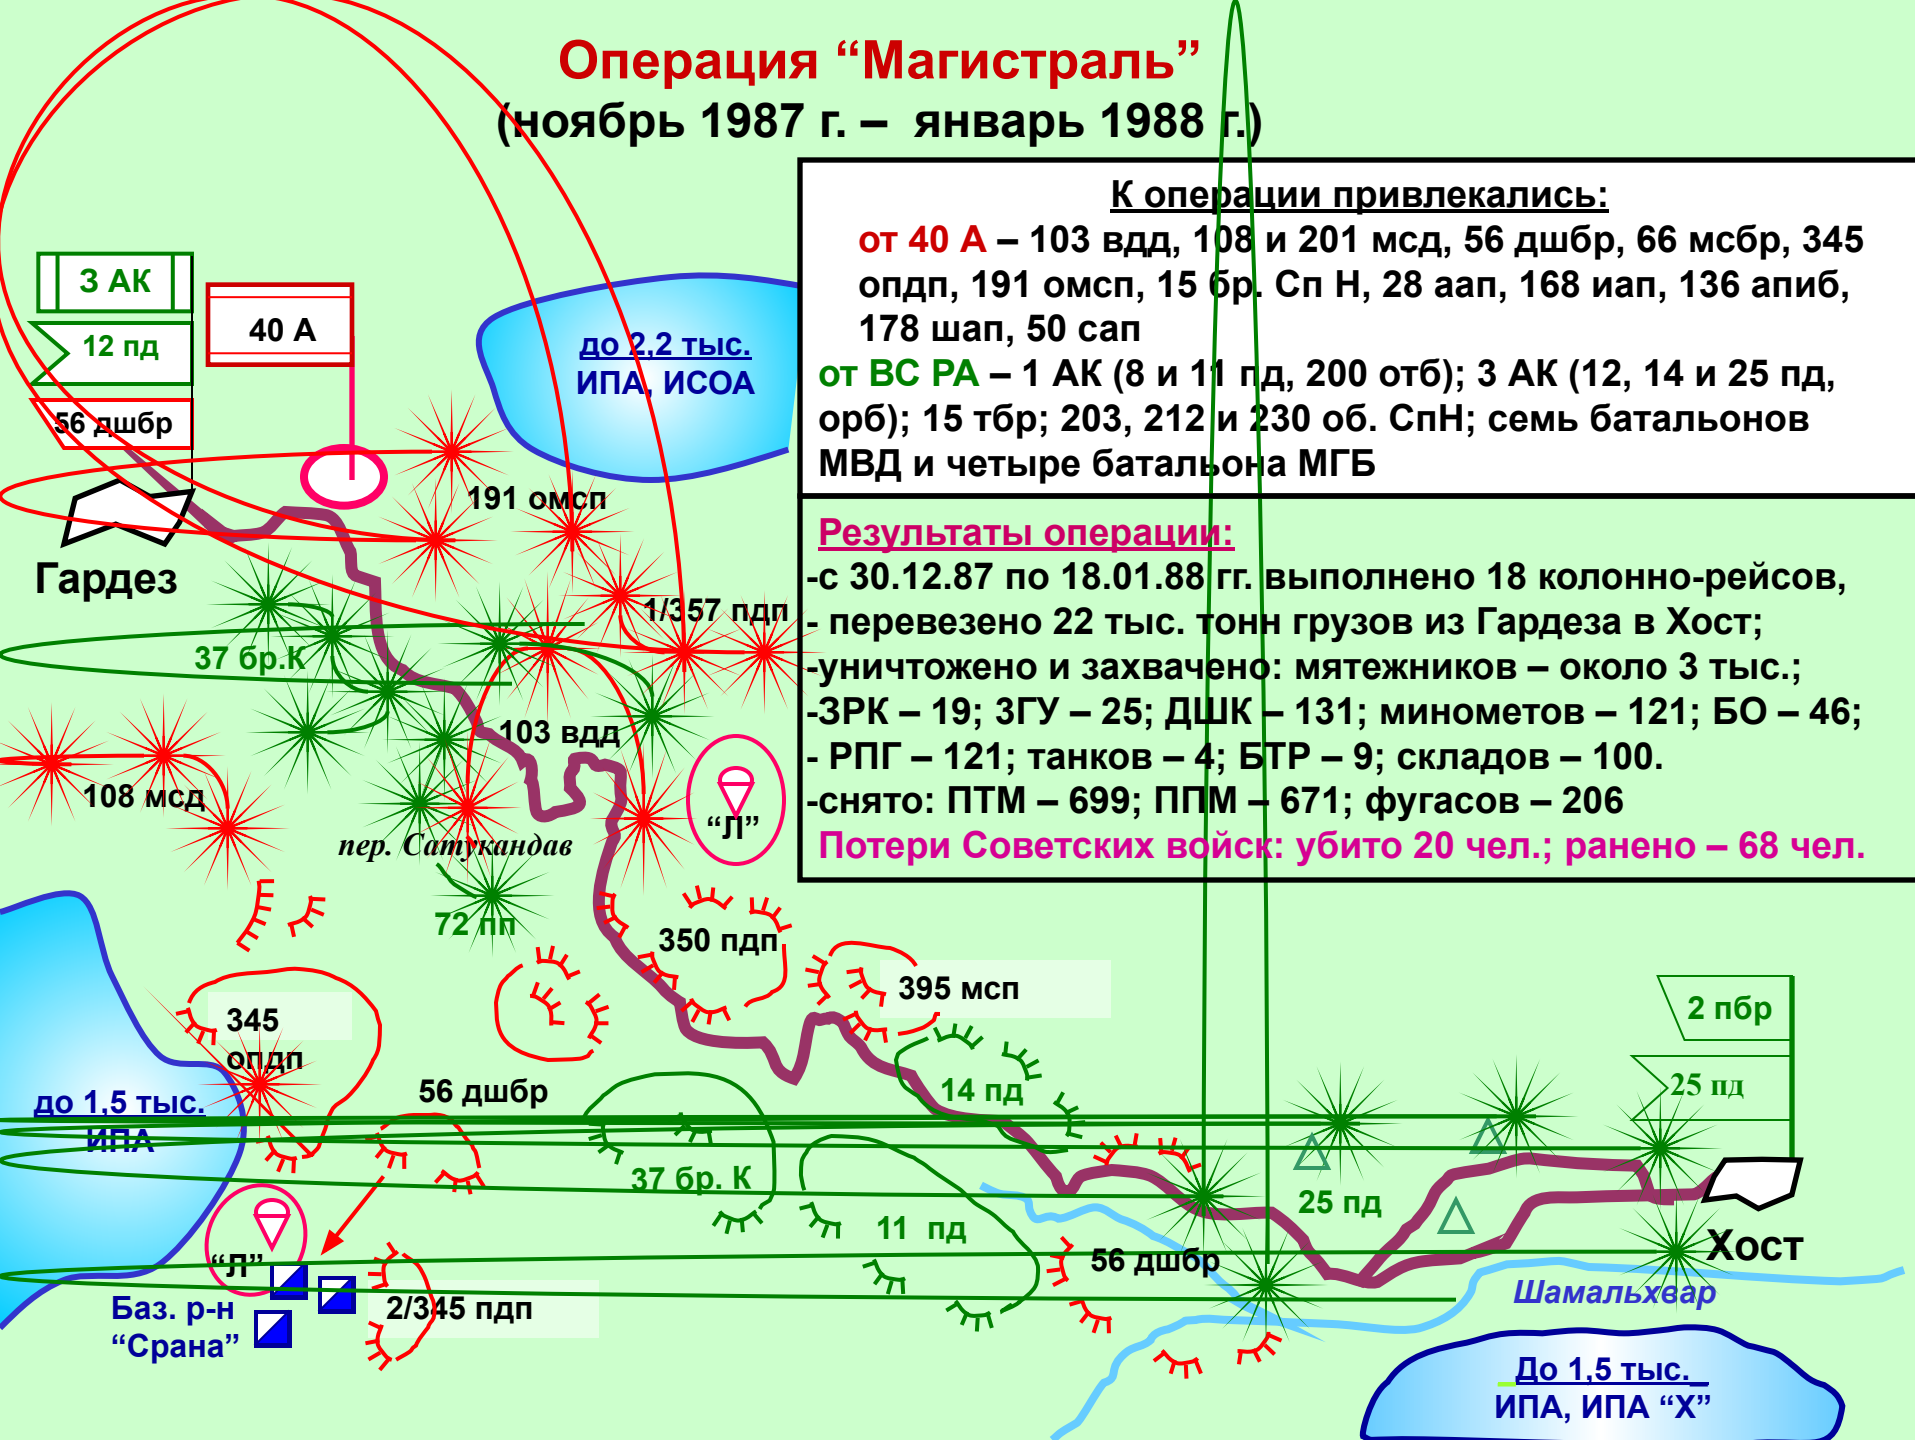 Операция “Магистраль”
(ноябрь 1987 г. – январь 1988 г.)
К операции привлекались:
от 40 А – 103 вдд, 108 и 201 мсд, 56 дшбр, 66 мсбр, 345
опдп, 191 омсп, 15 бр. Сп Н, 28 аап, 168 иап, 136 апиб,
178 шап, 50 сап
от ВС РА – 1 АК (8 и 11 пд, 200 отб); 3 АК (12, 14 и 25 пд,
орб); 15 тбр; 203, 212 и 230 об. СпН; семь батальонов
МВД и четыре батальона МГБ
Результаты операции:
-с 30.12.87 по 18.01.88 гг. выполнено 18 колонно-рейсов,
- перевезено 22 тыс. тонн грузов из Гардеза в Хост;
-уничтожено и захвачено: мятежников – около 3 тыс.;
-ЗРК – 19; ЗГУ – 25; ДШК – 131; минометов – 121; БО – 46;
- РПГ – 121; танков – 4; БТР – 9; складов – 100.
-снято: ПТМ – 699; ППМ – 671; фугасов – 206
Потери Советских войск: убито 20 чел.; ранено – 68 чел.
3 АК
12 пд
56 дшбр
40 А
до 2,2 тыс.
ИПА, ИСОА
191 омсп
Гардез
1/357 пдп
37 бр.К
103 вдд
108 мсд
“Л”
пер. Сатукандав
72 пп
350 пдп
395 мсп
345
опдп
2 пбр
25 пд
56 дшбр
14 пд
до 1,5 тыс.
ИПА
37 бр. К
25 пд
11 пд
56 дшбр
Хост
“Л”
Шамальхвар
Баз. р-н
“Срана”
2/345 пдп
До 1,5 тыс.
ИПА, ИПА “Х”